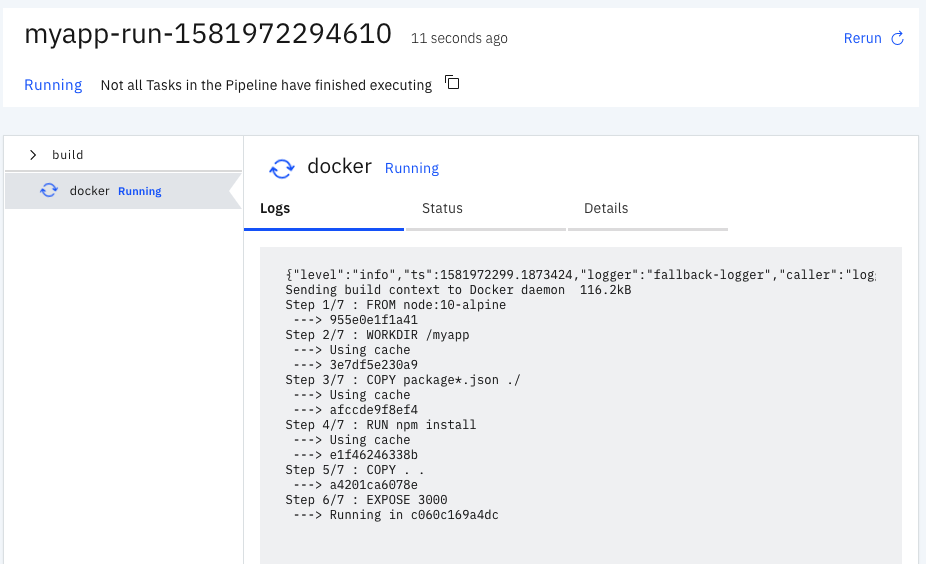 myapp-run-1581972294610 11 seconds ago Rerun
Running Not all Tasks in the Pipeline have finished executing
build
docker Running
docker Running
Logs Status Details
{"level":"info","ts":1581972299.1873424,"logger":"fallback-logger","caller":"log
Sending build context to Docker daemon  116.2kB
Step 1/7 : FROM node:10-alpine
 ---> 955e0e1f1a41
Step 2/7 : WORKDIR /myapp
 ---> Using cache
 ---> 3e7df5e230a9
Step 3/7 : COPY package*.json ./
 ---> Using cache
 ---> afccde9f8ef4
Step 4/7 : RUN npm install
 ---> Using cache
 ---> e1f46246338b
Step 5/7 : COPY . .
 ---> a4201ca6078e
Step 6/7 : EXPOSE 3000
 ---> Running in c060c169a4dc